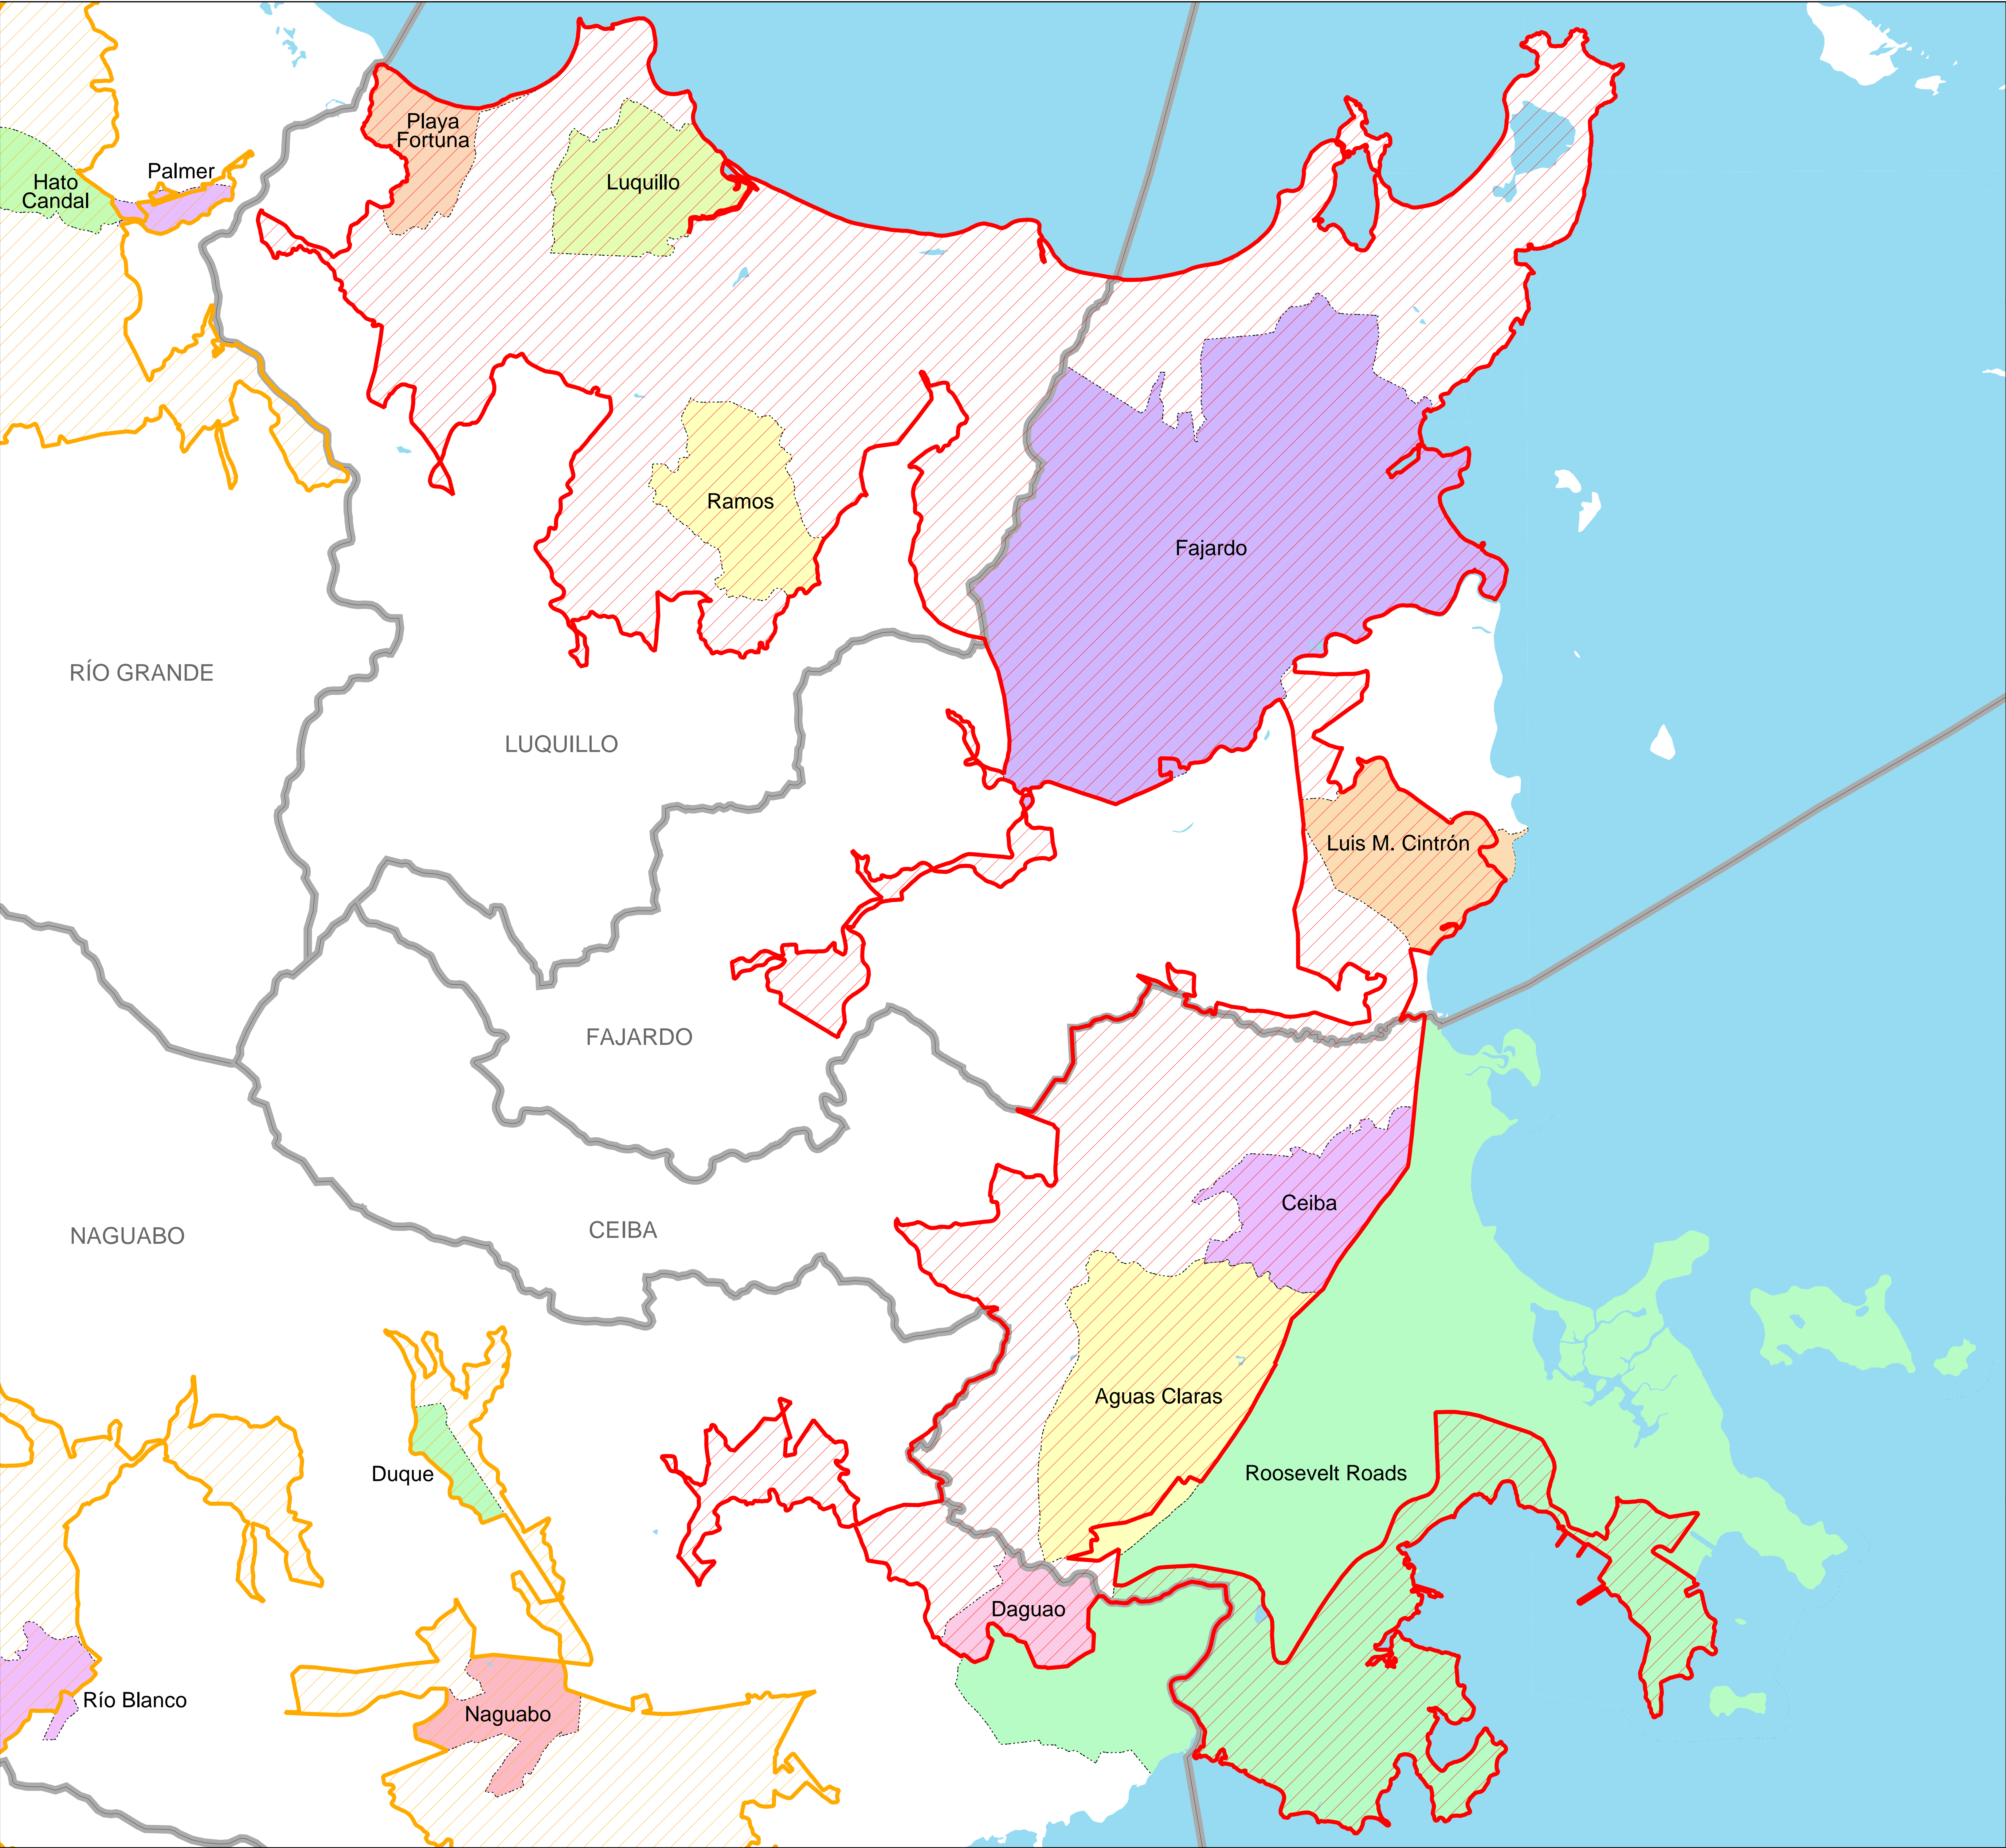 Playa
Fortuna
Palmer
Hato
Candal
Luquillo
Ramos
Fajardo
RÍO GRANDE
LUQUILLO
Luis M. Cintrón
FAJARDO
Ceiba
CEIBA
NAGUABO
Aguas Claras
Duque
Roosevelt Roads
Daguao
Río Blanco
Naguabo